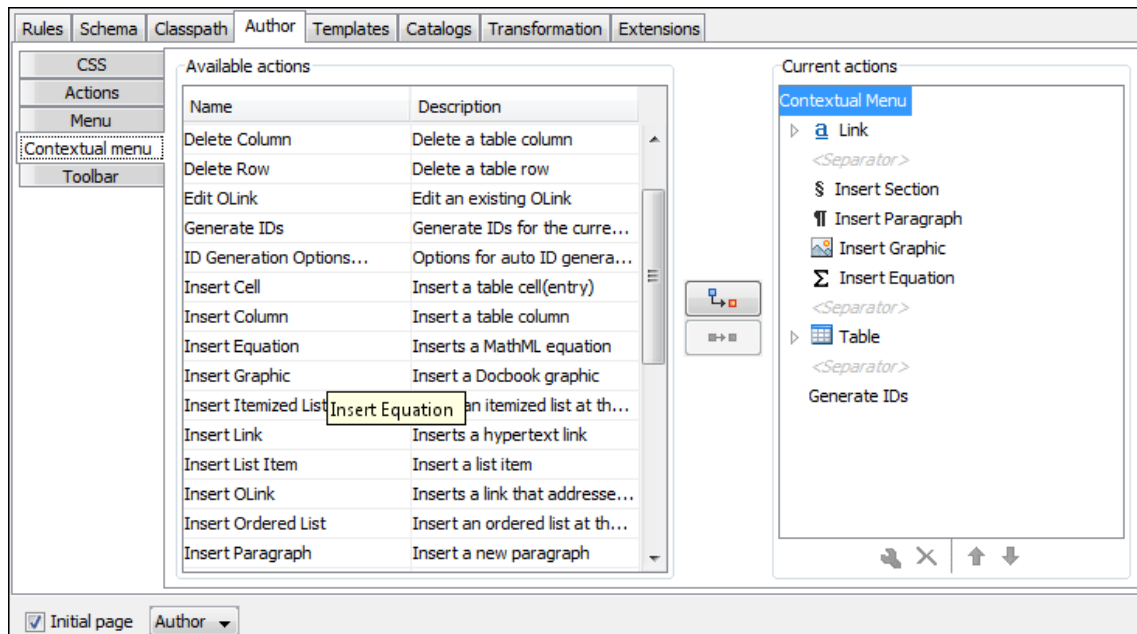 Rules Schema Classpath Author Templates Catalogs Transformation Extensions
CSS
Actions
Menu
Contextual menu
Toolbar
Available actions
Name Description
Delete Column Delete a table column
Delete Row Delete a table row
Edit OLink Edit an existing OLink
Generate IDs Generate IDs for the curre...
ID Generation Options... Options for auto ID genera...
Insert Cell Insert a table cell(entry)
Insert Column Insert a table column
Insert Equation Inserts a MathML equation
Insert Graphic Insert a Docbook graphic
Insert Itemized List an itemized list at th...
Insert Equation
Insert Link Inserts a hypertext link
Insert List Item Insert a list item
Insert OLink Inserts a link that addresse...
Insert Ordered List Insert an ordered list at th...
Insert Paragraph Insert a new paragraph
Current actions
Contextual Menu
a Link
<Separator>
§ Insert Section
¶ Insert Paragraph
Insert Graphic
Σ Insert Equation
<Separator>
Table
<Separator>
Generate IDs
Initial page Author